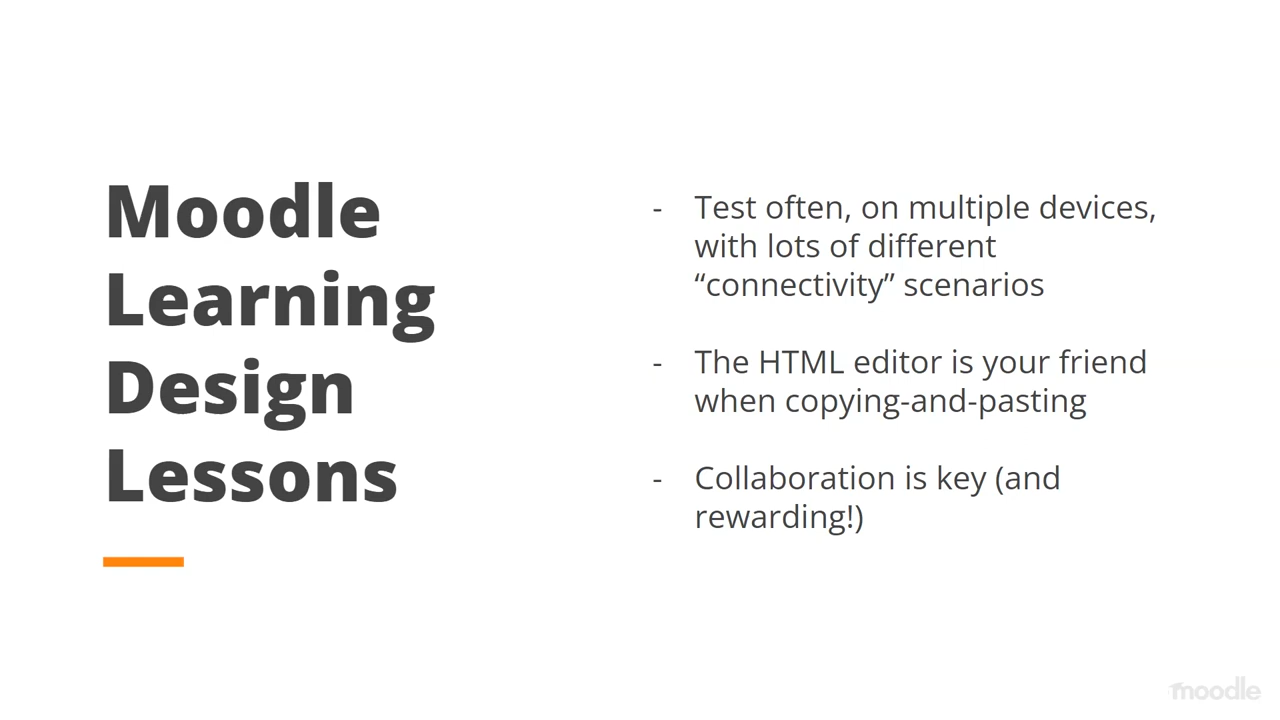 Moodle
Learning
Design
Lessons
- Test often, on multiple devices,
with lots of different
“connectivity” scenarios
- The HTML editor is your friend
when copying-and-pasting
- Collaboration is key (and
rewarding!)
moodle